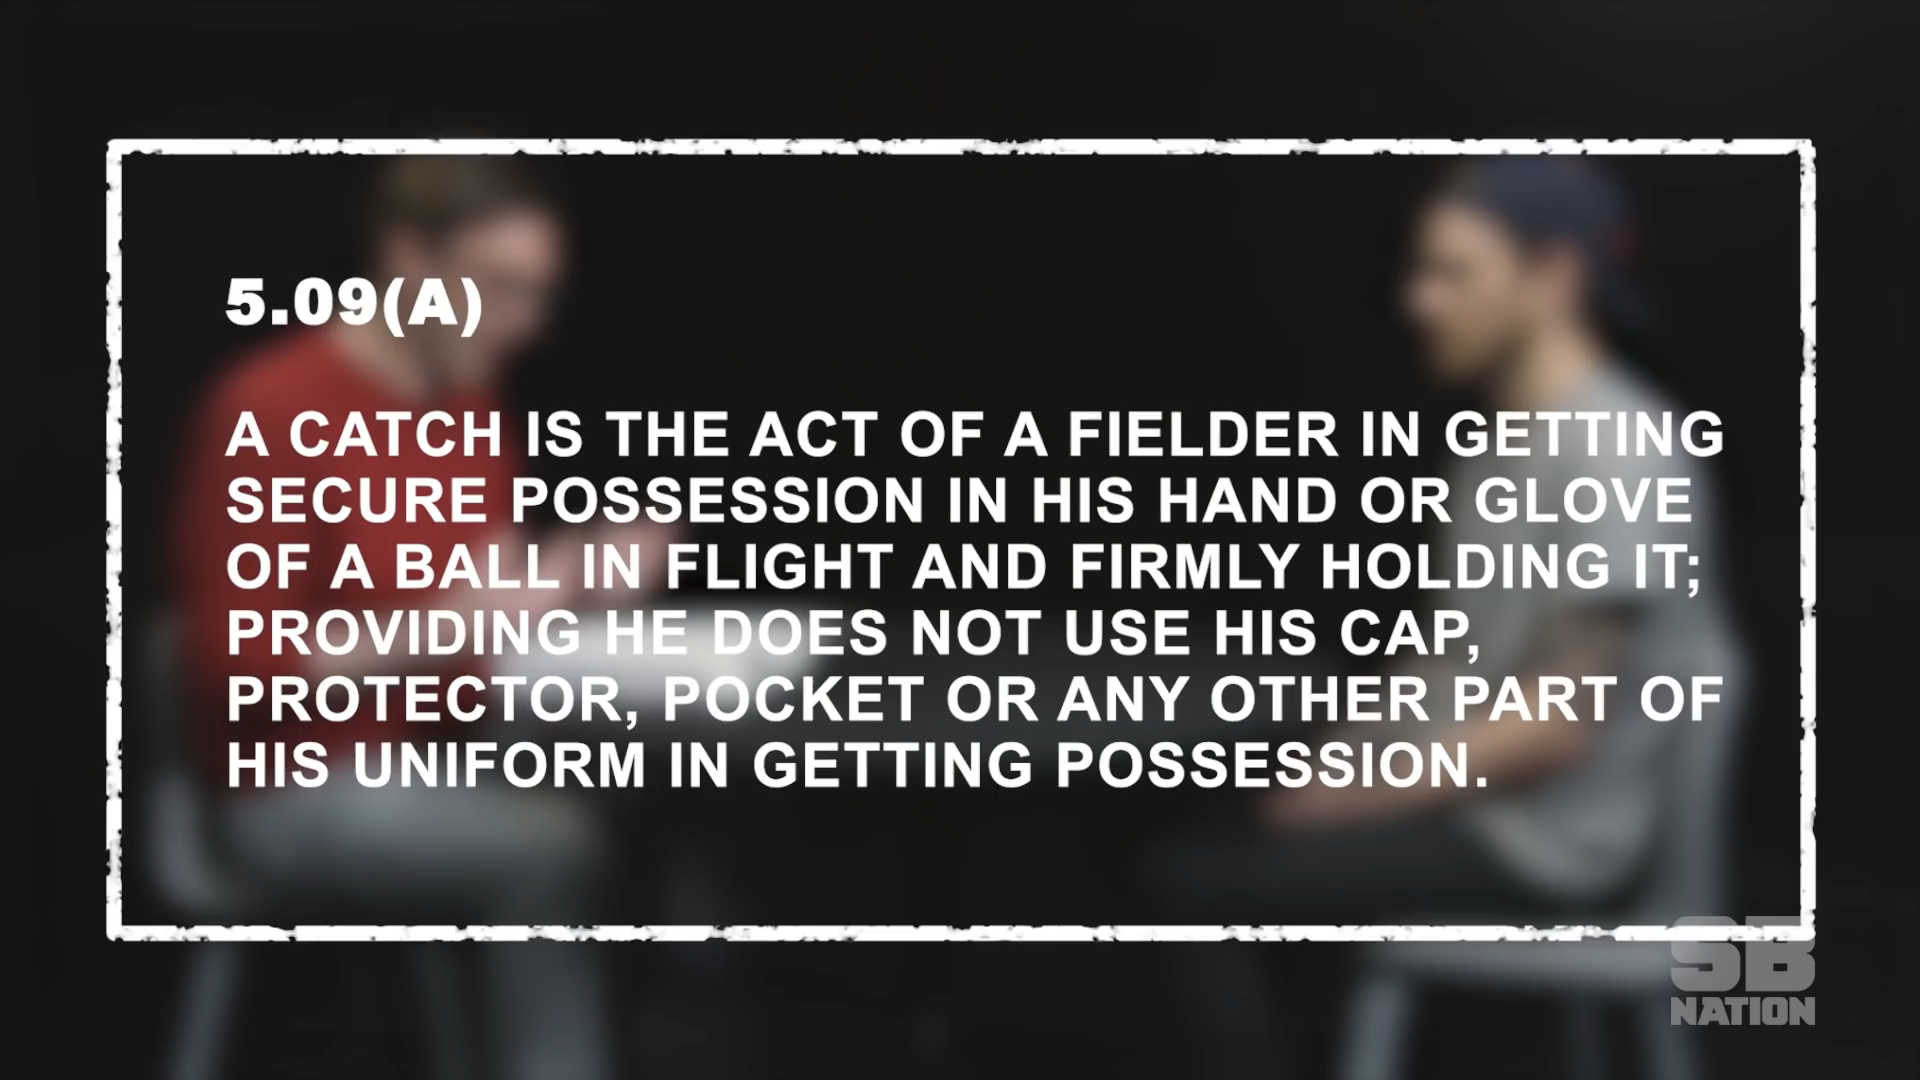 5.09(A)
A CATCH IS THE ACT OF A FIELDER IN GETTING
SECURE POSSESSION IN HIS HAND OR GLOVE
OF A BALL IN FLIGHT AND FIRMLY HOLDING IT;
PROVIDING HE DOES NOT USE HIS CAP,
PROTECTOR, POCKET OR ANY OTHER PART OF
HIS UNIFORM IN GETTING POSSESSION.
SB
NATION